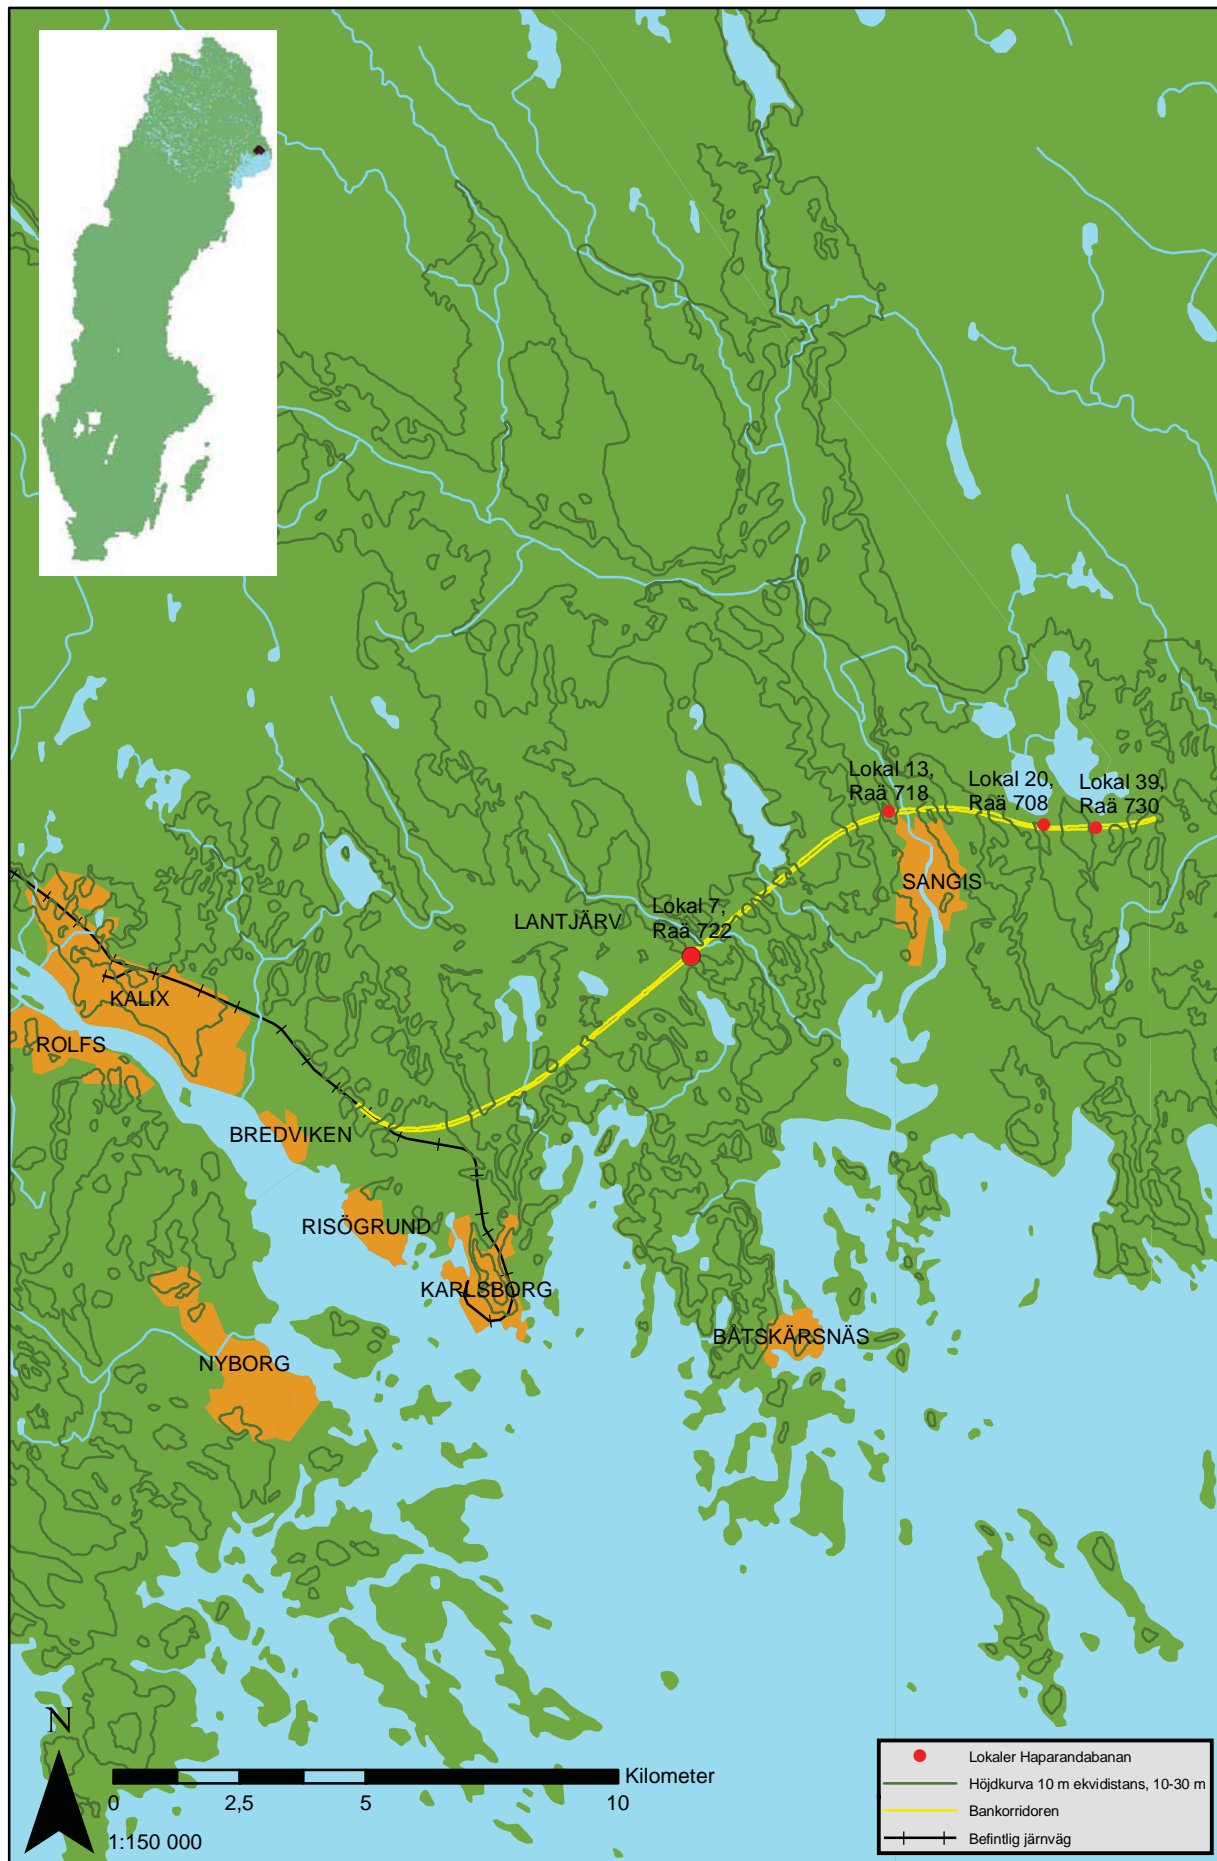 Lokal 13,
Raä 718
Lokal 20,
Raä 708
Lokal 39,
Raä 730
SANGIS
LANTJÄRV
Lokal 7,
Raä 722
KALIX
ROLFS
BREDVIKEN
RISÖGRUND
KARLSBORG
BÅTSKÄRSNÄS
NYBORG
N
Kilometer
0 2,5 5 10
1:150 000
Lokaler Haparandabanan
Höjdkurva 10 m ekvidistans, 10-30 m
Bankorridoren
Befintlig järnväg